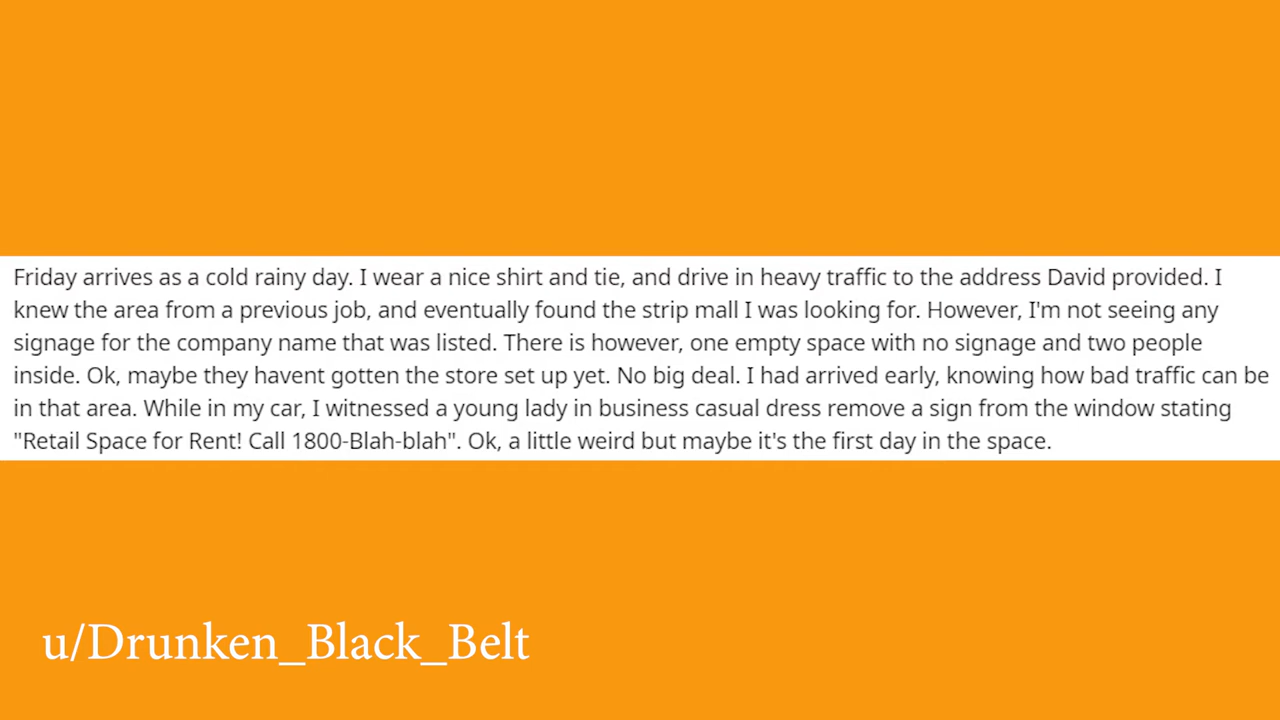 Friday arrives as a cold rainy day. I wear a nice shirt and tie, and drive in heavy traffic to the address David provided. I
knew the area from a previous job, and eventually found the strip mall I was looking for. However, I'm not seeing any
signage for the company name that was listed. There is however, one empty space with no signage and two people
inside. Ok, maybe they havent gotten the store set up yet. No big deal. I had arrived early, knowing how bad traffic can be
in that area. While in my car, I witnessed a young lady in business casual dress remove a sign from the window stating
"Retail Space for Rent! Call 1800-Blah-blah". Ok, a little weird but maybe it's the first day in the space.
u/Drunken_Black_Belt